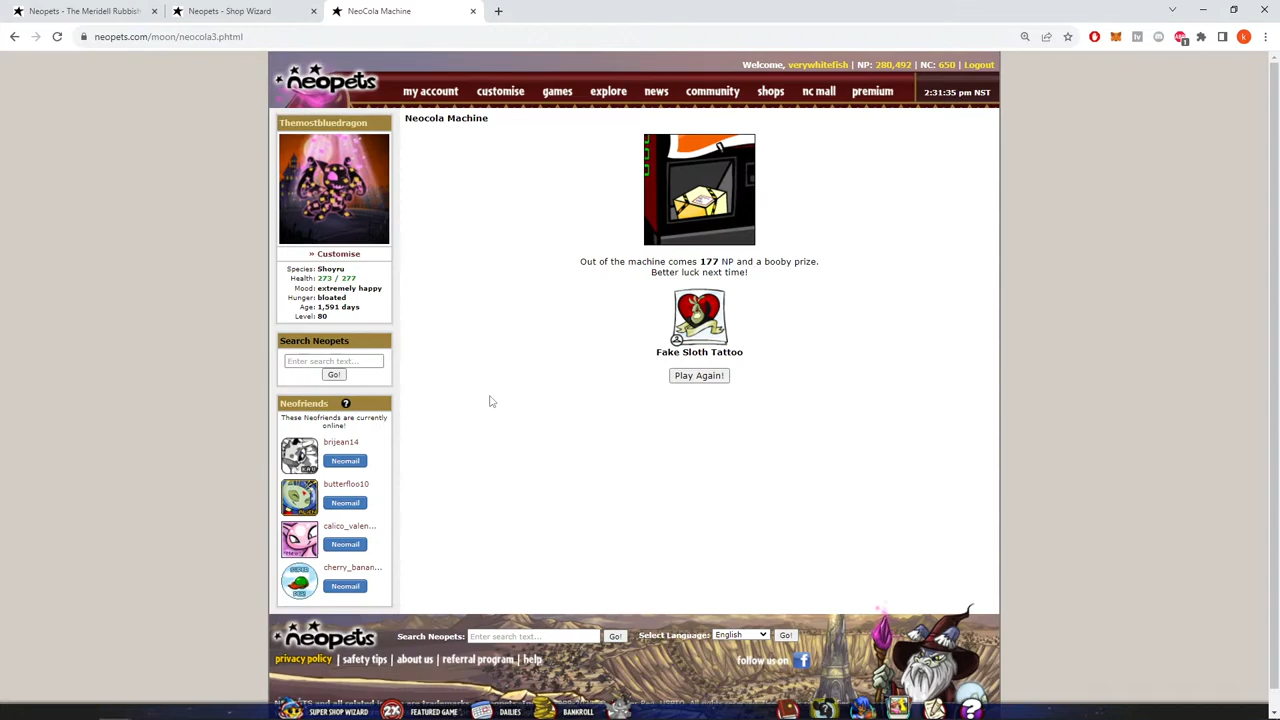 Neopets - The Meridell Rubbish
Neopets - Shop Wizard
NeoCola Machine
neopets.com/moon/neocola3.phtml
neopets
Welcome, verywhitefish | NP: 280,492 | NC: 650 | Logout
my account customise games explore news community shops nc mall premium
2:31:35 pm NST
Themostbluedragon
» Customise
Species: Shoyru
Health: 273 / 277
Mood: extremely happy
Hunger: bloated
Age: 1,591 days
Level: 80
Search Neopets
Enter search text...
Go!
Neofriends ?
These Neofriends are currently
online!
brijean14
Neomail
butterfloo10
Neomail
calico_valen...
Neomail
cherry_banan...
Neomail
Neocola Machine
Out of the machine comes 177 NP and a booby prize.
Better luck next time!
Fake Sloth Tattoo
Play Again!
neopets
Search Neopets: Enter search text... Go! Select Language: English Go!
privacy policy | safety tips | about us | referral program | help
follow us on f
SUPER SHOP WIZARD 2X FEATURED GAME DAILIES BANKROLL